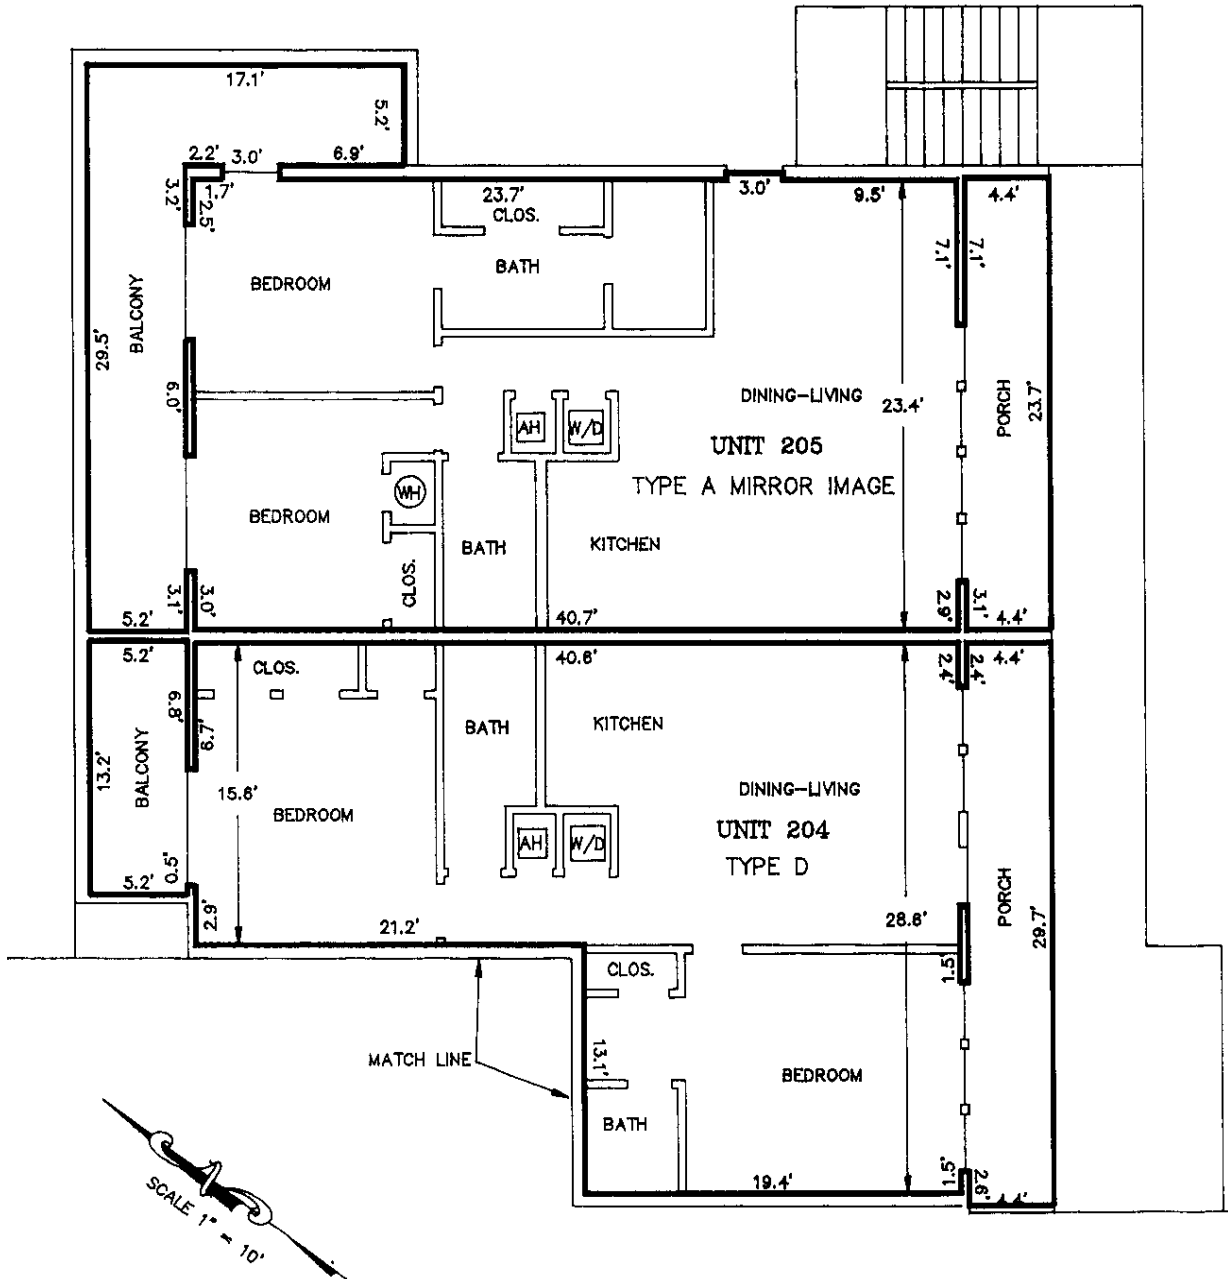 17.1'
5.2'
2.2'
3.0'
6.9'
3.2'
1.7'
2.5'
23.7'
CLOS.
3.0'
9.5'
4.4'
7.1'
7.1'
BATH
BEDROOM
BALCONY
29.5'
6.0'
DINING-LIVING
23.4'
PORCH
23.7'
AH
W/D
UNIT 205
TYPE A MIRROR IMAGE
WH
BEDROOM
BATH
KITCHEN
CLOS.
3.1'
3.0'
2.9'
3.1'
5.2'
40.7'
4.4'
5.2'
CLOS.
40.6'
2.4'
2.4'
4.4'
6.8'
6.7'
BATH
KITCHEN
13.2'
BALCONY
15.6'
BEDROOM
DINING-LIVING
UNIT 204
AH
W/D
TYPE D
0.5'
5.2'
2.9'
21.2'
28.6'
PORCH
29.7'
CLOS.
1.5'
13.1'
MATCH LINE
BEDROOM
BATH
19.4'
1.5'
2.6'
4.4'
SCALE 1" = 10'